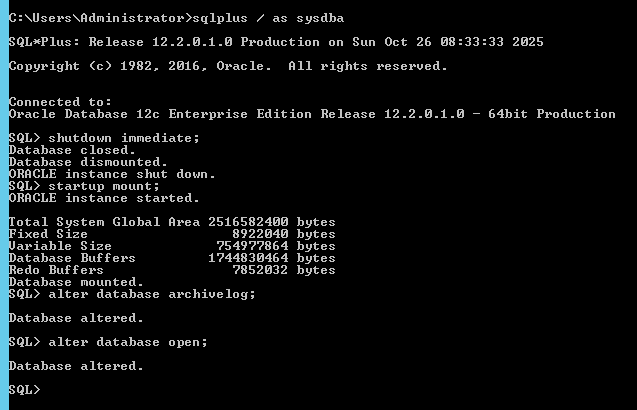 C:\Users\Administrator>sqlplus / as sysdba
SQL*Plus: Release 12.2.0.1.0 Production on Sun Oct 26 08:33:33 2025
Copyright (c) 1982, 2016, Oracle.  All rights reserved.
Connected to:
Oracle Database 12c Enterprise Edition Release 12.2.0.1.0 - 64bit Production
SQL> shutdown immediate;
Database closed.
Database dismounted.
ORACLE instance shut down.
SQL> startup mount;
ORACLE instance started.
Total System Global Area 2516582400 bytes
Fixed Size                  8922040 bytes
Variable Size             754977864 bytes
Database Buffers         1744830464 bytes
Redo Buffers                7852032 bytes
Database mounted.
SQL> alter database archivelog;
Database altered.
SQL> alter database open;
Database altered.
SQL>